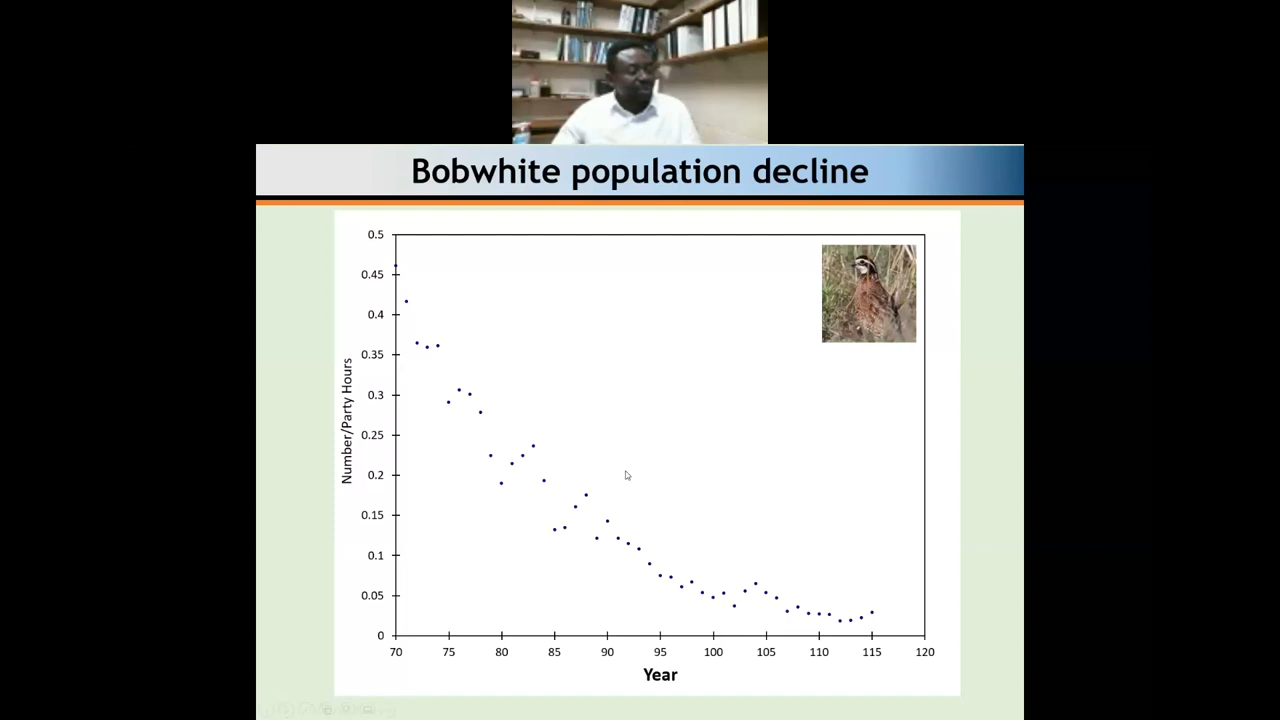 Bobwhite population decline
0.5
0.45
0.4
0.35
0.3
0.25
0.2
0.15
0.1
0.05
0
Number/Party Hours
70 75 80 85 90 95 100 105 110 115 120
Year